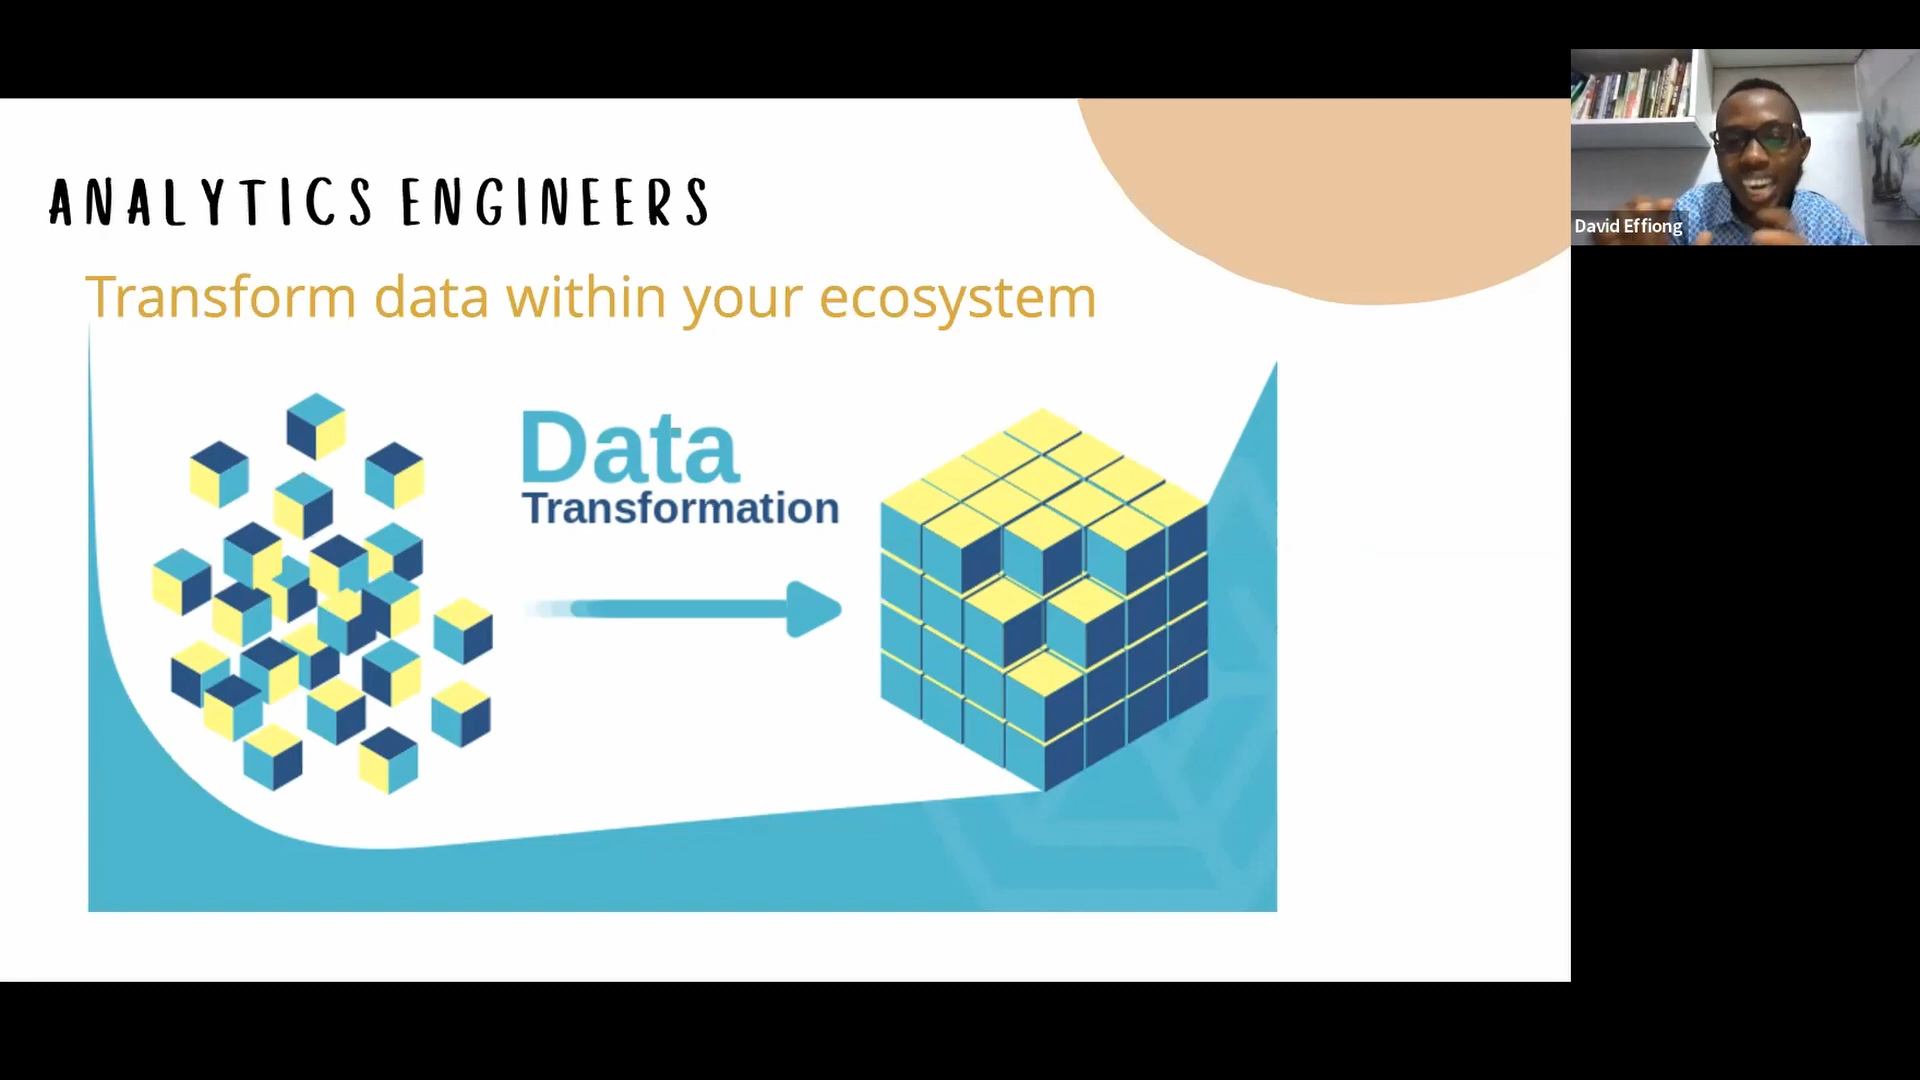 ANALYTICS ENGINEERS
Transform data within your ecosystem
Data
Transformation
David Effiong